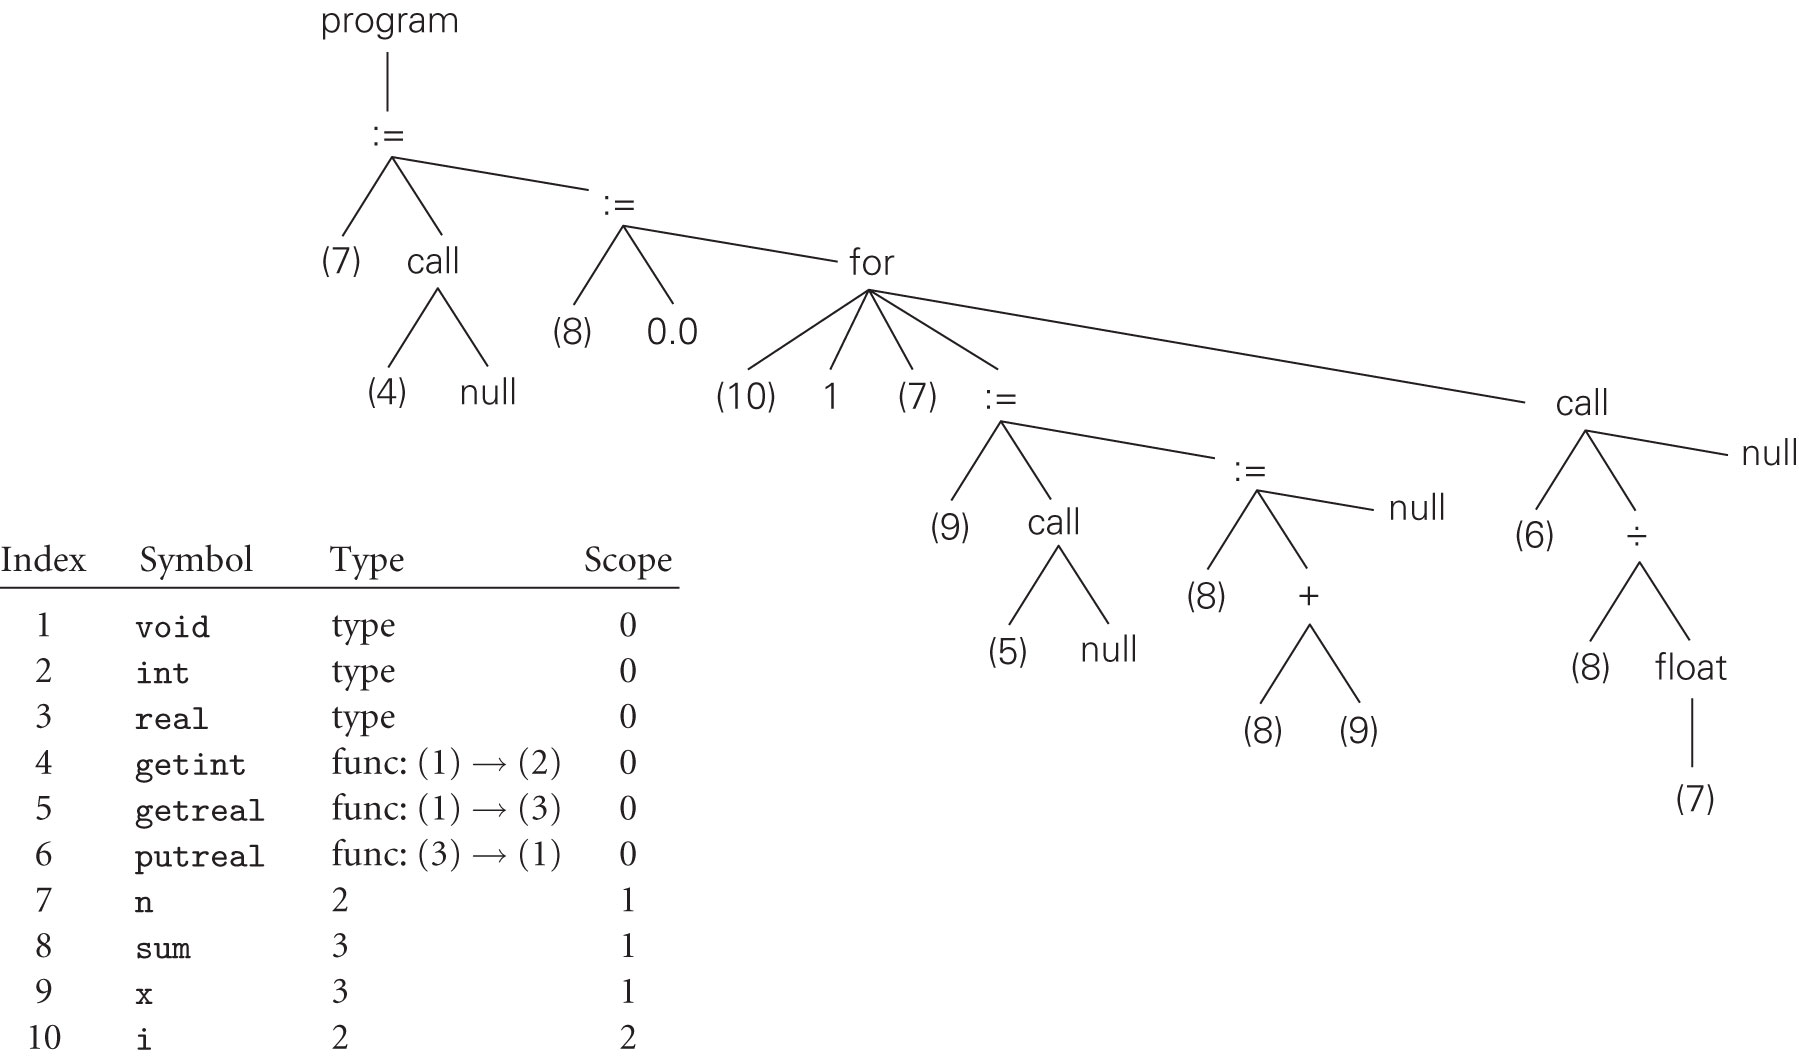 program
:=
:=
(7) call
for
(8) 0.0
(4) null
(10) 1 (7) :=
call
null
:=
null
(9) call
(6) ÷
(8) +
(5) null
(8) float
(8) (9)
(7)
Index Symbol Type Scope
1 void type 0
2 int type 0
3 real type 0
4 getint func: (1) → (2) 0
5 getreal func: (1) → (3) 0
6 putreal func: (3) → (1) 0
7 n 2 1
8 sum 3 1
9 x 3 1
10 i 2 2